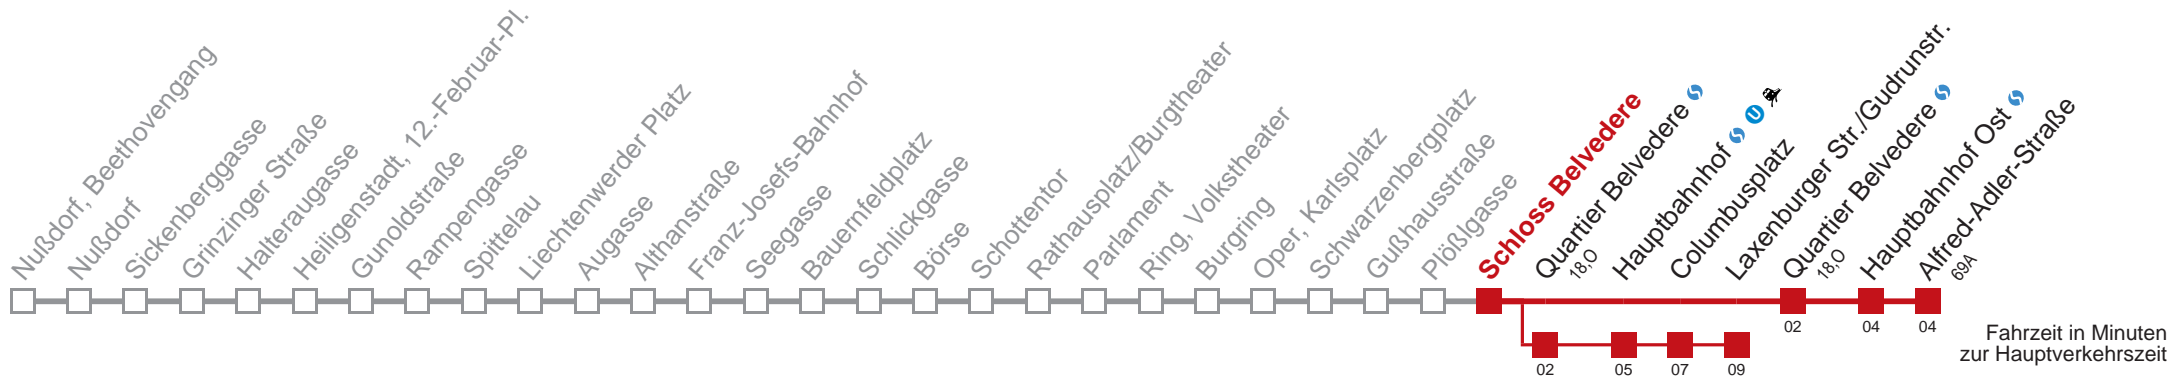 Nußdorf, Beethovengang
Nußdorf
Sickenberggasse
Grinzinger Straße
Halteraugasse
Heiligenstadt, 12.-Februar-Pl.
Gunoldstraße
Rampengasse
Spittelau
Liechtenwerder Platz
Augasse
Althanstraße
Franz-Josefs-Bahnhof
Seegasse
Bauernfeldplatz
Schlickgasse
Börse
Schottentor
Rathausplatz/Burgtheater
Parlament
Ring, Volkstheater
Burgring
Oper, Karlsplatz
Schwarzenbergplatz
Gußhausstraße
Plößlgasse
Schloss Belvedere
Quartier Belvedere S
18,O
Hauptbahnhof S U
Columbusplatz
Laxenburger Str./Gudrunstr.
Quartier Belvedere S
18,O
Hauptbahnhof Ost S
Alfred-Adler-Straße
69A
02 04 04
02 05 07 09
Fahrzeit in Minuten
zur Hauptverkehrszeit